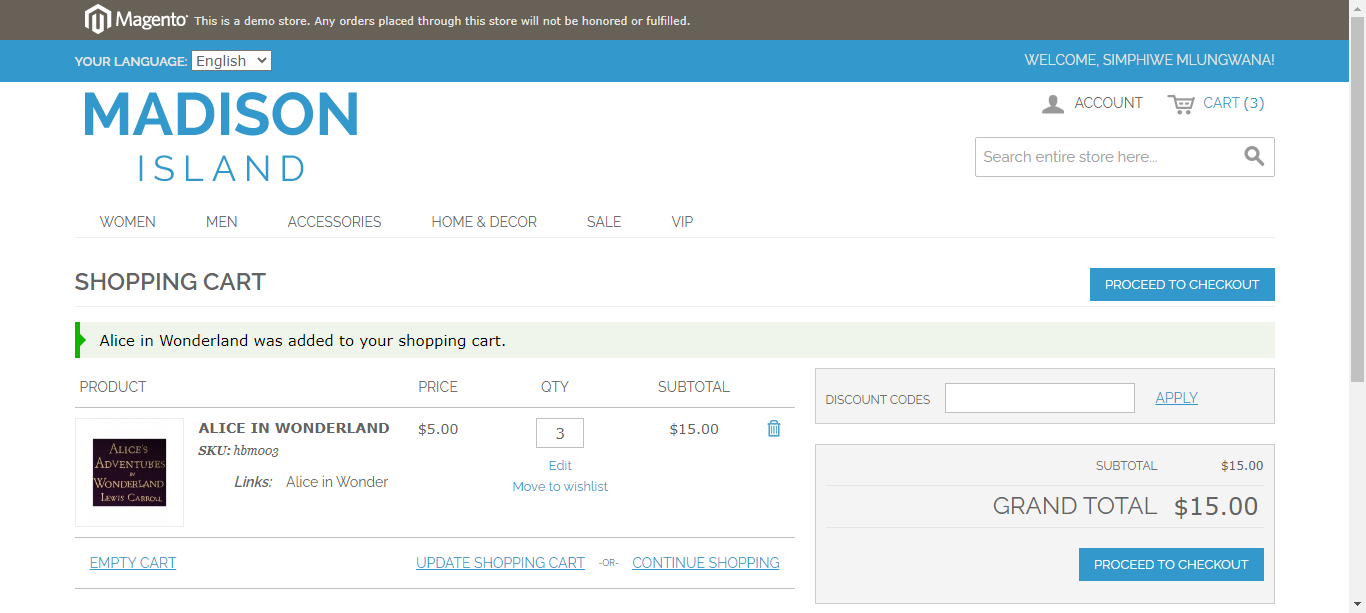 Magento This is a demo store. Any orders placed through this store will not be honored or fulfilled.
YOUR LANGUAGE: English WELCOME, SIMPHIWE MLUNGWANA!
MADISON
ISLAND
ACCOUNT CART (3)
Search entire store here...
WOMEN MEN ACCESSORIES HOME & DECOR SALE VIP
SHOPPING CART PROCEED TO CHECKOUT
Alice in Wonderland was added to your shopping cart.
PRODUCT PRICE QTY SUBTOTAL
ALICE IN WONDERLAND $5.00 3 $15.00
SKU: hbm003
Links: Alice in Wonder
Edit
Move to wishlist
ALICE'S
ADVENTURES
IN
WONDERLAND
LEWIS CARROLL
EMPTY CART UPDATE SHOPPING CART -OR- CONTINUE SHOPPING
DISCOUNT CODES APPLY
SUBTOTAL $15.00
GRAND TOTAL $15.00
PROCEED TO CHECKOUT